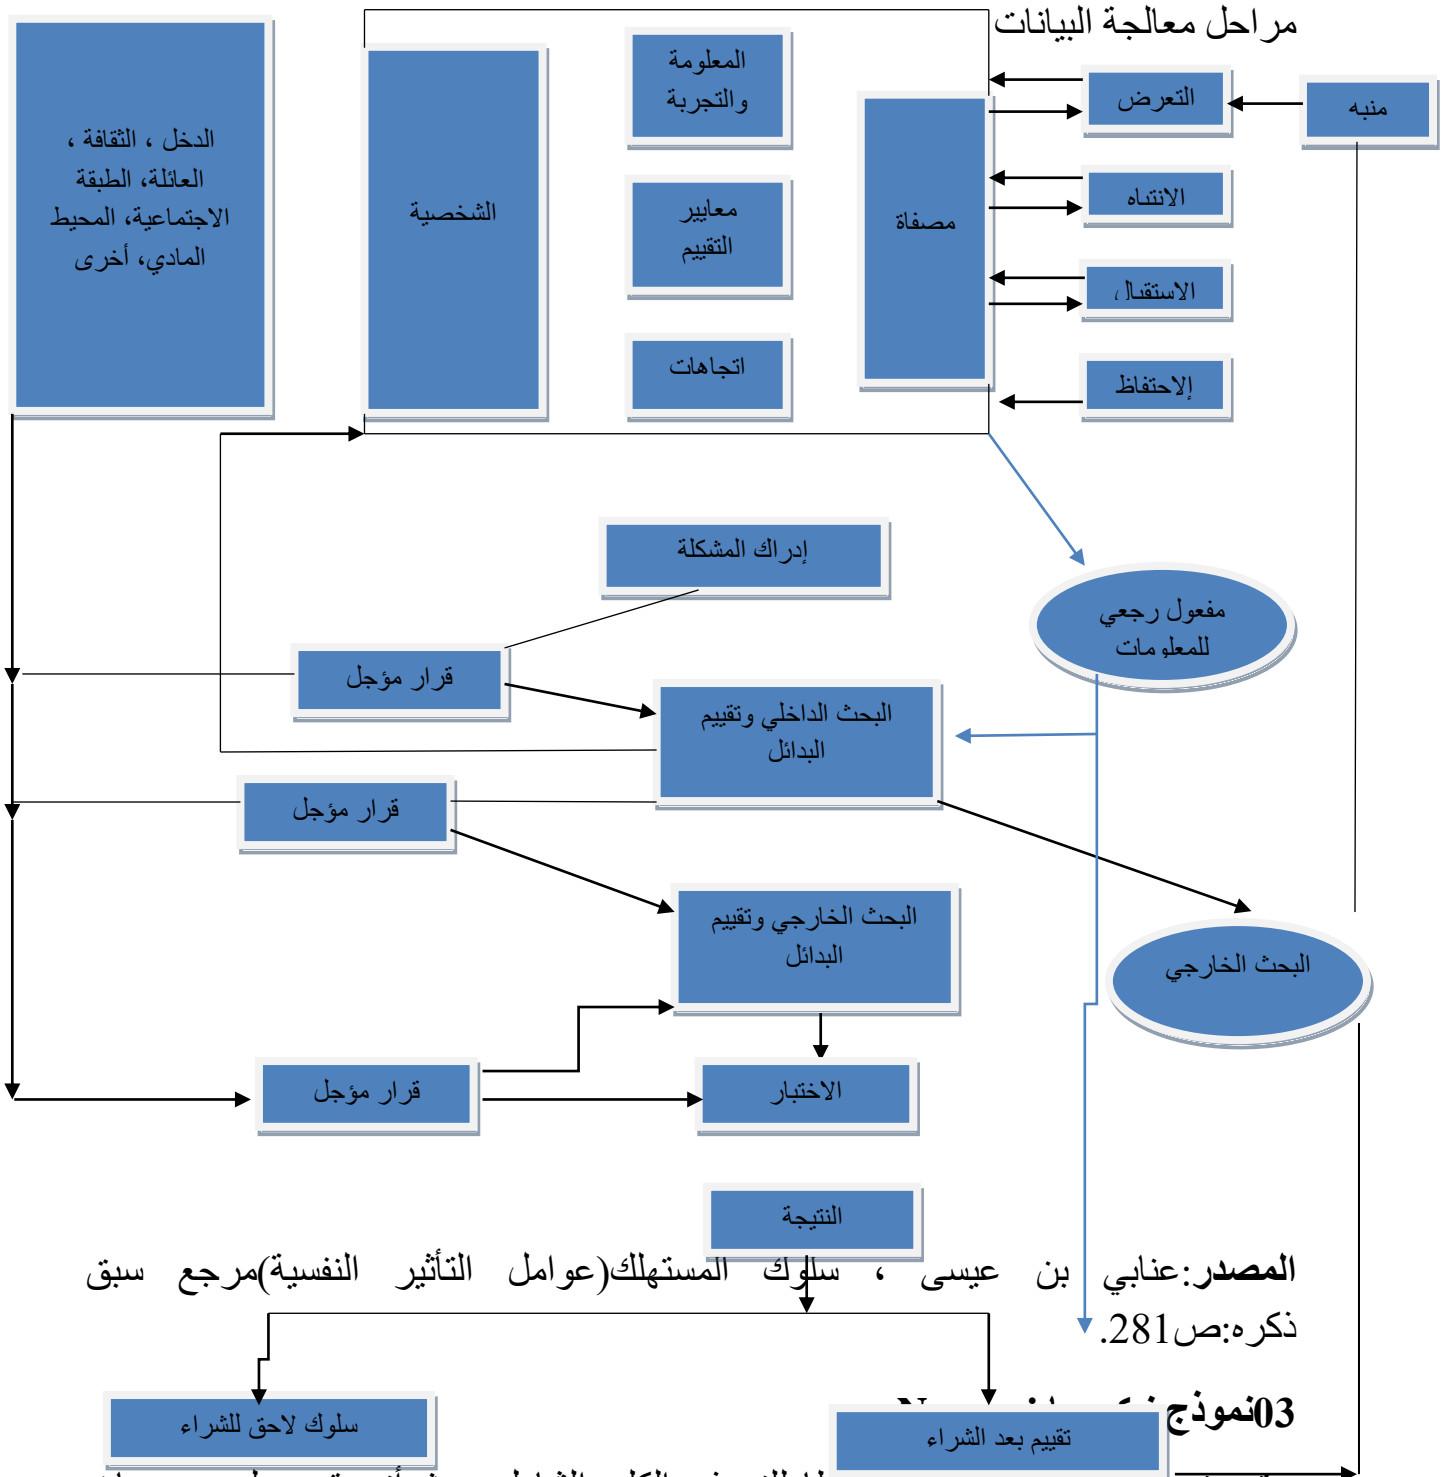 مراحل معالجة البيانات
منبه
التعرض
الانتباه
الاستقبال
إلاحتفاظ
مصفاة
المعلومة
والتجربة
معايير
التقييم
اتجاهات
الشخصية
الدخل ، الثقافة ،
العائلة، الطبقة
الاجتماعية، المحيط
المادي، أخرى
إدراك المشكلة
مفعول رجعي
للمعلومات
قرار مؤجل
البحث الداخلي وتقييم
البدائل
قرار مؤجل
البحث الخارجي وتقييم
البدائل
البحث الخارجي
قرار مؤجل
الاختبار
النتيجة
المصدر:عنابي بن عيسى ، سلوك المستهلك(عوامل التأثير النفسية)مرجع سبق
ذكره:ص281.
03نموذج
تقييم بعد الشراء
سلوك لاحق للشراء